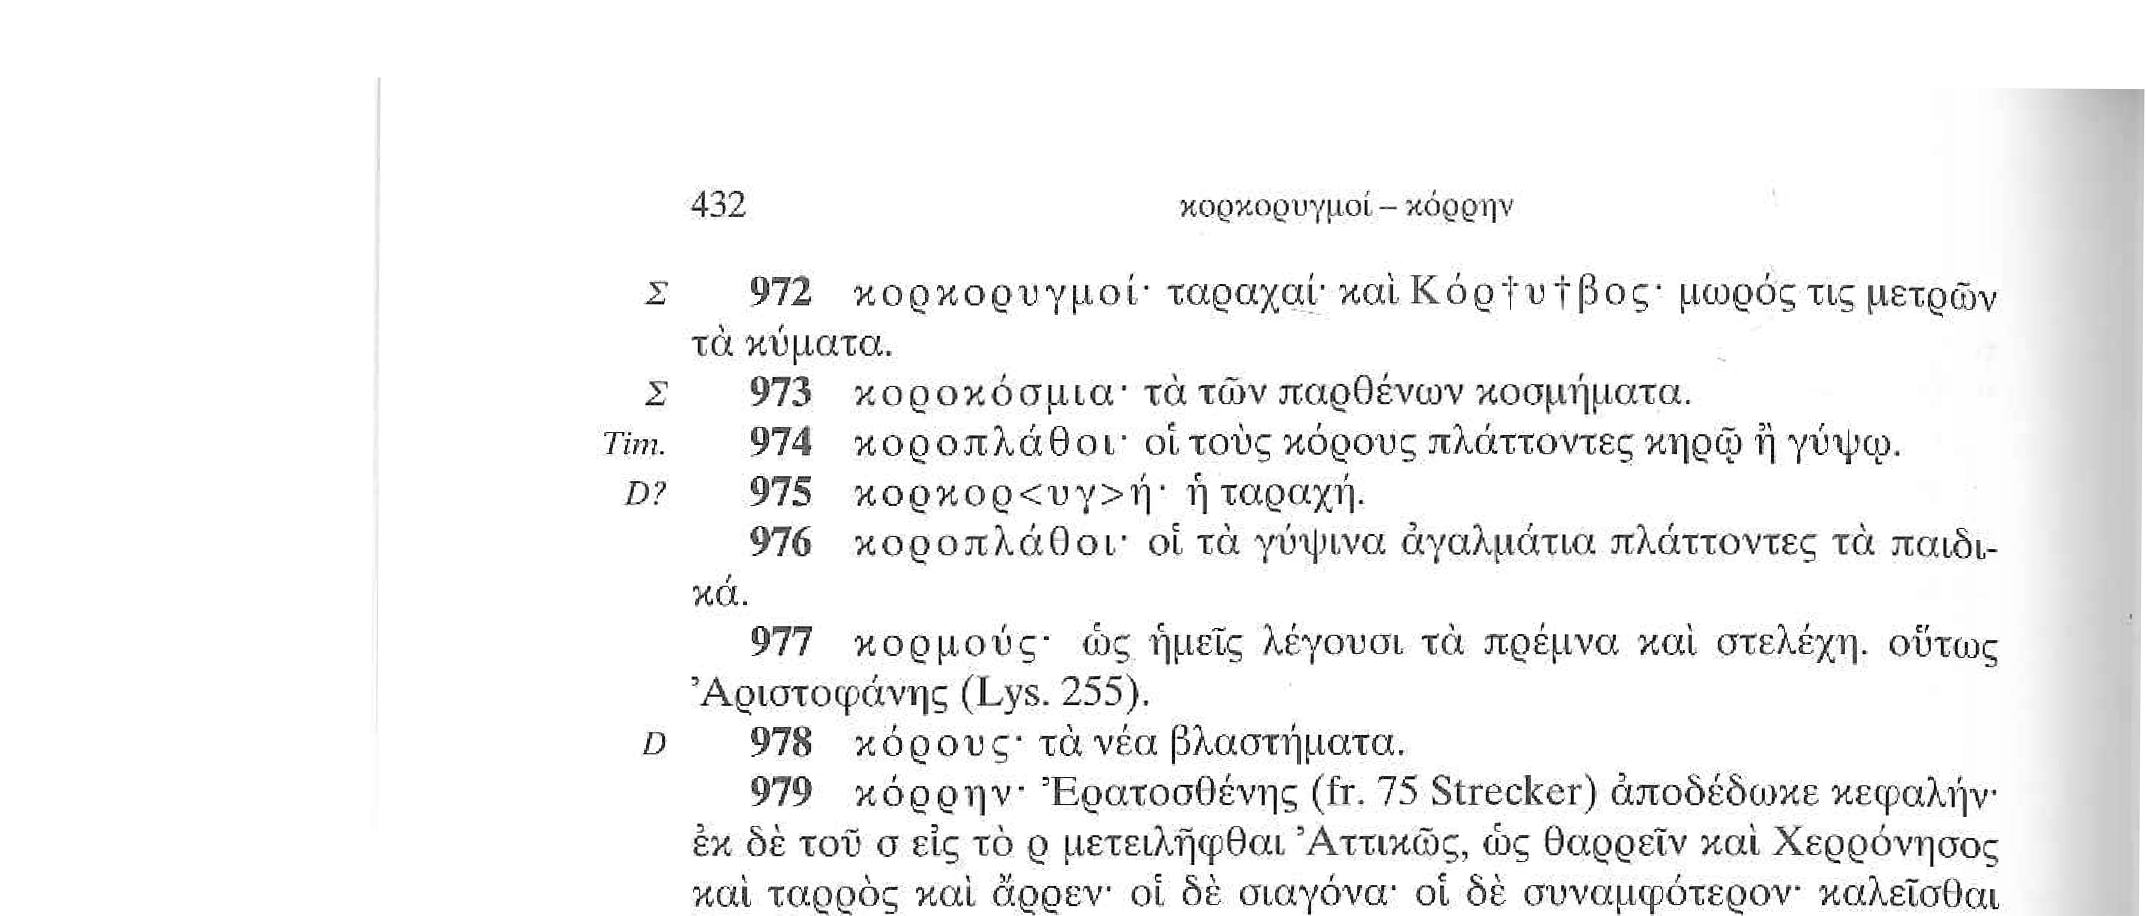 432 κορκορυγμοί – κόρρην
Σ 972 κορκορυγμοί· ταραχαί· καὶ Κόρ†υ†βος· μωρός τις μετρῶν
τὰ κύματα.
Σ 973 κοροκόσμια· τὰ τῶν παρθένων κοσμήματα.
Tim. 974 κοροπλάθοι· οἱ τοὺς κόρους πλάττοντες κηρῷ ἢ γύψῳ.
D? 975 κορκορ<υγ>ή· ἡ ταραχή.
976 κοροπλάθοι· οἱ τὰ γύψινα ἀγαλμάτια πλάττοντες τὰ παιδι-
κά.
977 κορμούς· ὡς ἡμεῖς λέγουσι τὰ πρέμνα καὶ στελέχη. οὕτως
Ἀριστοφάνης (Lys. 255).
D 978 κόρους· τὰ νέα βλαστήματα.
979 κόρρην· Ἐρατοσθένης (fr. 75 Strecker) ἀποδέδωκε κεφαλήν·
ἐκ δὲ τοῦ σ εἰς τὸ ρ μετειλῆφθαι Ἀττικῶς, ὡς θαρρεῖν καὶ Χερρόνησος
καὶ ταρρὸς καὶ ἄρρεν· οἱ δὲ σιαγόνα· οἱ δὲ συναμφότερον· καλεῖσθαι